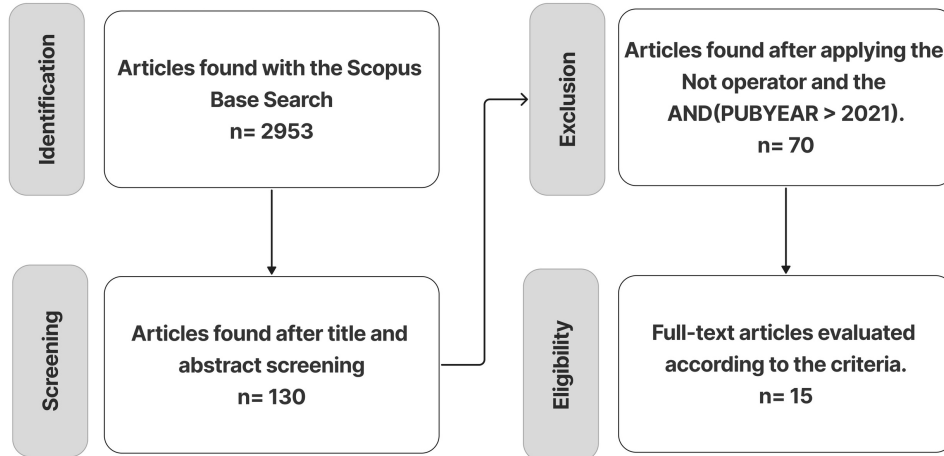 Identification
Articles found with the Scopus
Base Search
n= 2953
Screening
Articles found after title and
abstract screening
n= 130
Exclusion
Articles found after applying the
Not operator and the
AND(PUBYEAR > 2021).
n= 70
Eligibility
Full-text articles evaluated
according to the criteria.
n= 15